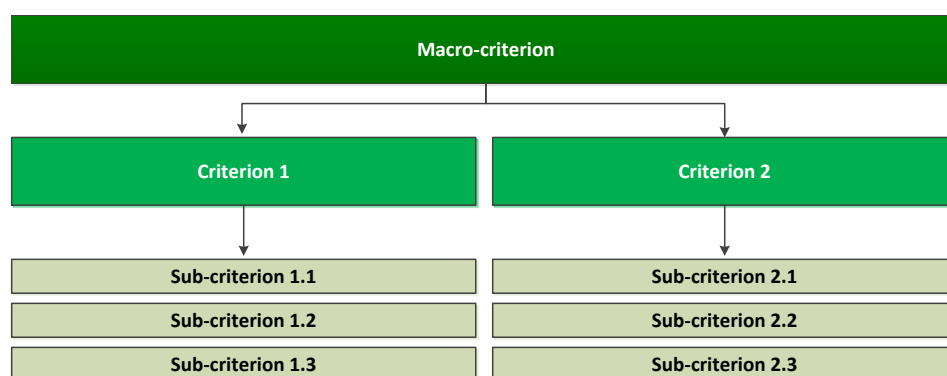 Macro-criterion
Criterion 1
Criterion 2
Sub-criterion 1.1
Sub-criterion 2.1
Sub-criterion 1.2
Sub-criterion 2.2
Sub-criterion 1.3
Sub-criterion 2.3